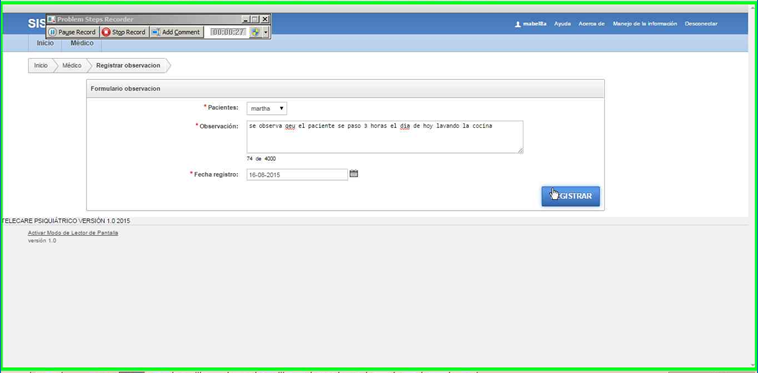 Problem Steps Recorder
SIS
Pause Record Stop Record Add Comment 00:00:27
Ayuda Acerca de Manejo de la información Desconectar
Inicio Médico
Inicio Médico Registrar observacion
Formulario observacion
* Pacientes: martha
* Observación: se observa qeu el paciente se paso 3 horas el dia de hoy lavando la cocina
74 de 4000
* Fecha registro: 16-08-2015
GISTRAR
TELECARE PSIQUIÁTRICO VERSIÓN 1.0 2015
Activar Modo de Lector de Pantalla
versión 1.0